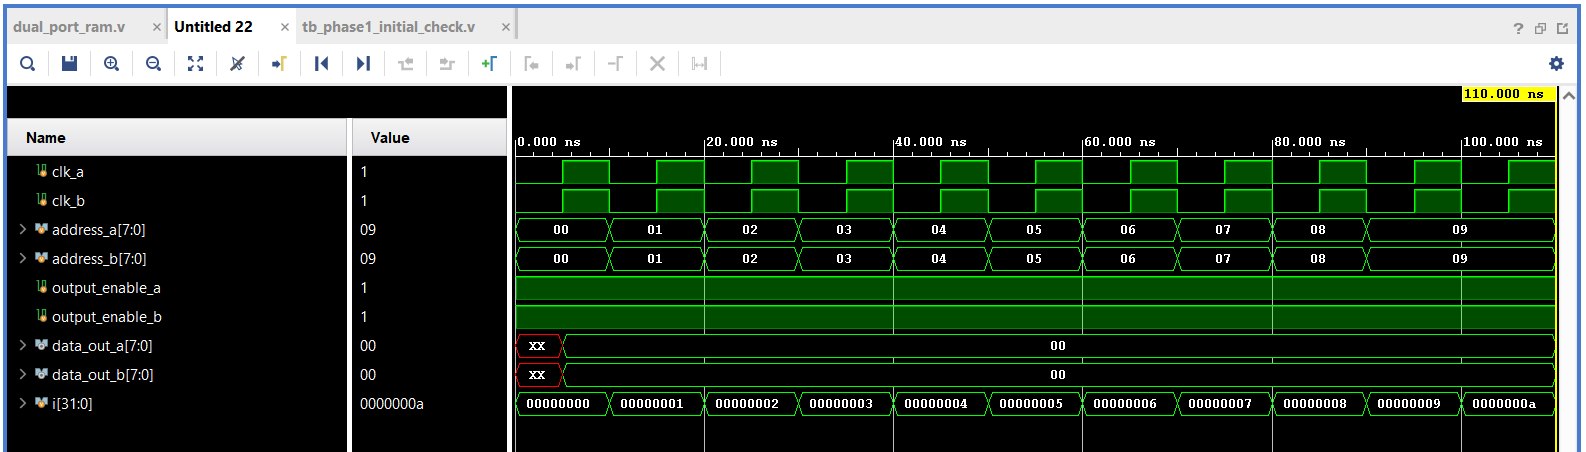 dual_port_ram.v × Untitled 22 × tb_phase1_initial_check.v × ?
110.000 ns
Name Value
0.000 ns 20.000 ns 40.000 ns 60.000 ns 80.000 ns 100.000 ns
clk_a 1
clk_b 1
address_a[7:0] 09 00 01 02 03 04 05 06 07 08 09
address_b[7:0] 09 00 01 02 03 04 05 06 07 08 09
output_enable_a 1
output_enable_b 1
data_out_a[7:0] 00 XX 00
data_out_b[7:0] 00 XX 00
i[31:0] 0000000a 00000000 00000001 00000002 00000003 00000004 00000005 00000006 00000007 00000008 00000009 0000000a